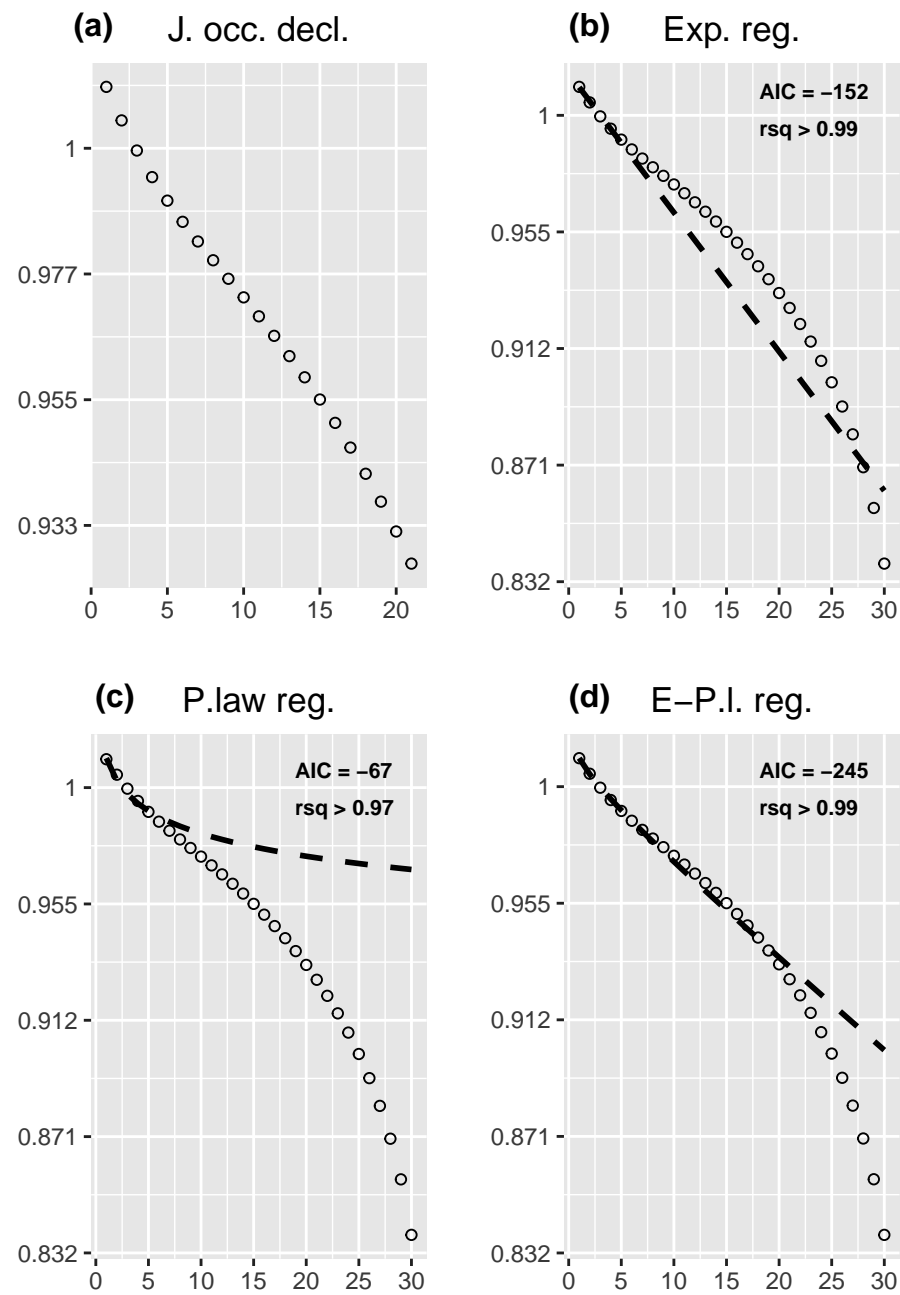 (a) J. occ. decl.
1
0.977
0.955
0.933
0 5 10 15 20
(b) Exp. reg.
AIC = −152
rsq > 0.99
1
0.955
0.912
0.871
0.832
0 5 10 15 20 25 30
(c) P.law reg.
AIC = −67
rsq > 0.97
1
0.955
0.912
0.871
0.832
0 5 10 15 20 25 30
(d) E−P.l. reg.
AIC = −245
rsq > 0.99
1
0.955
0.912
0.871
0.832
0 5 10 15 20 25 30